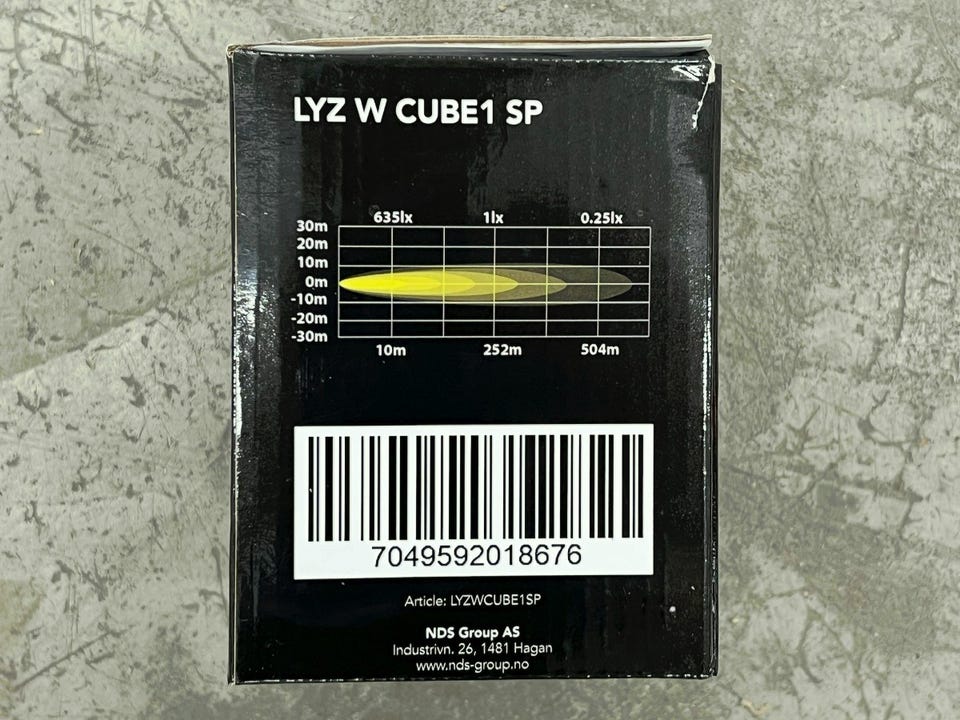 LYZ W CUBE1 SP
635lx 1lx 0.25lx
30m
20m
10m
0m
-10m
-20m
-30m
10m 252m 504m
7049592018676
Article: LYZWCUBE1SP
NDS Group AS
Industrivn. 26, 1481 Hagan
www.nds-group.no